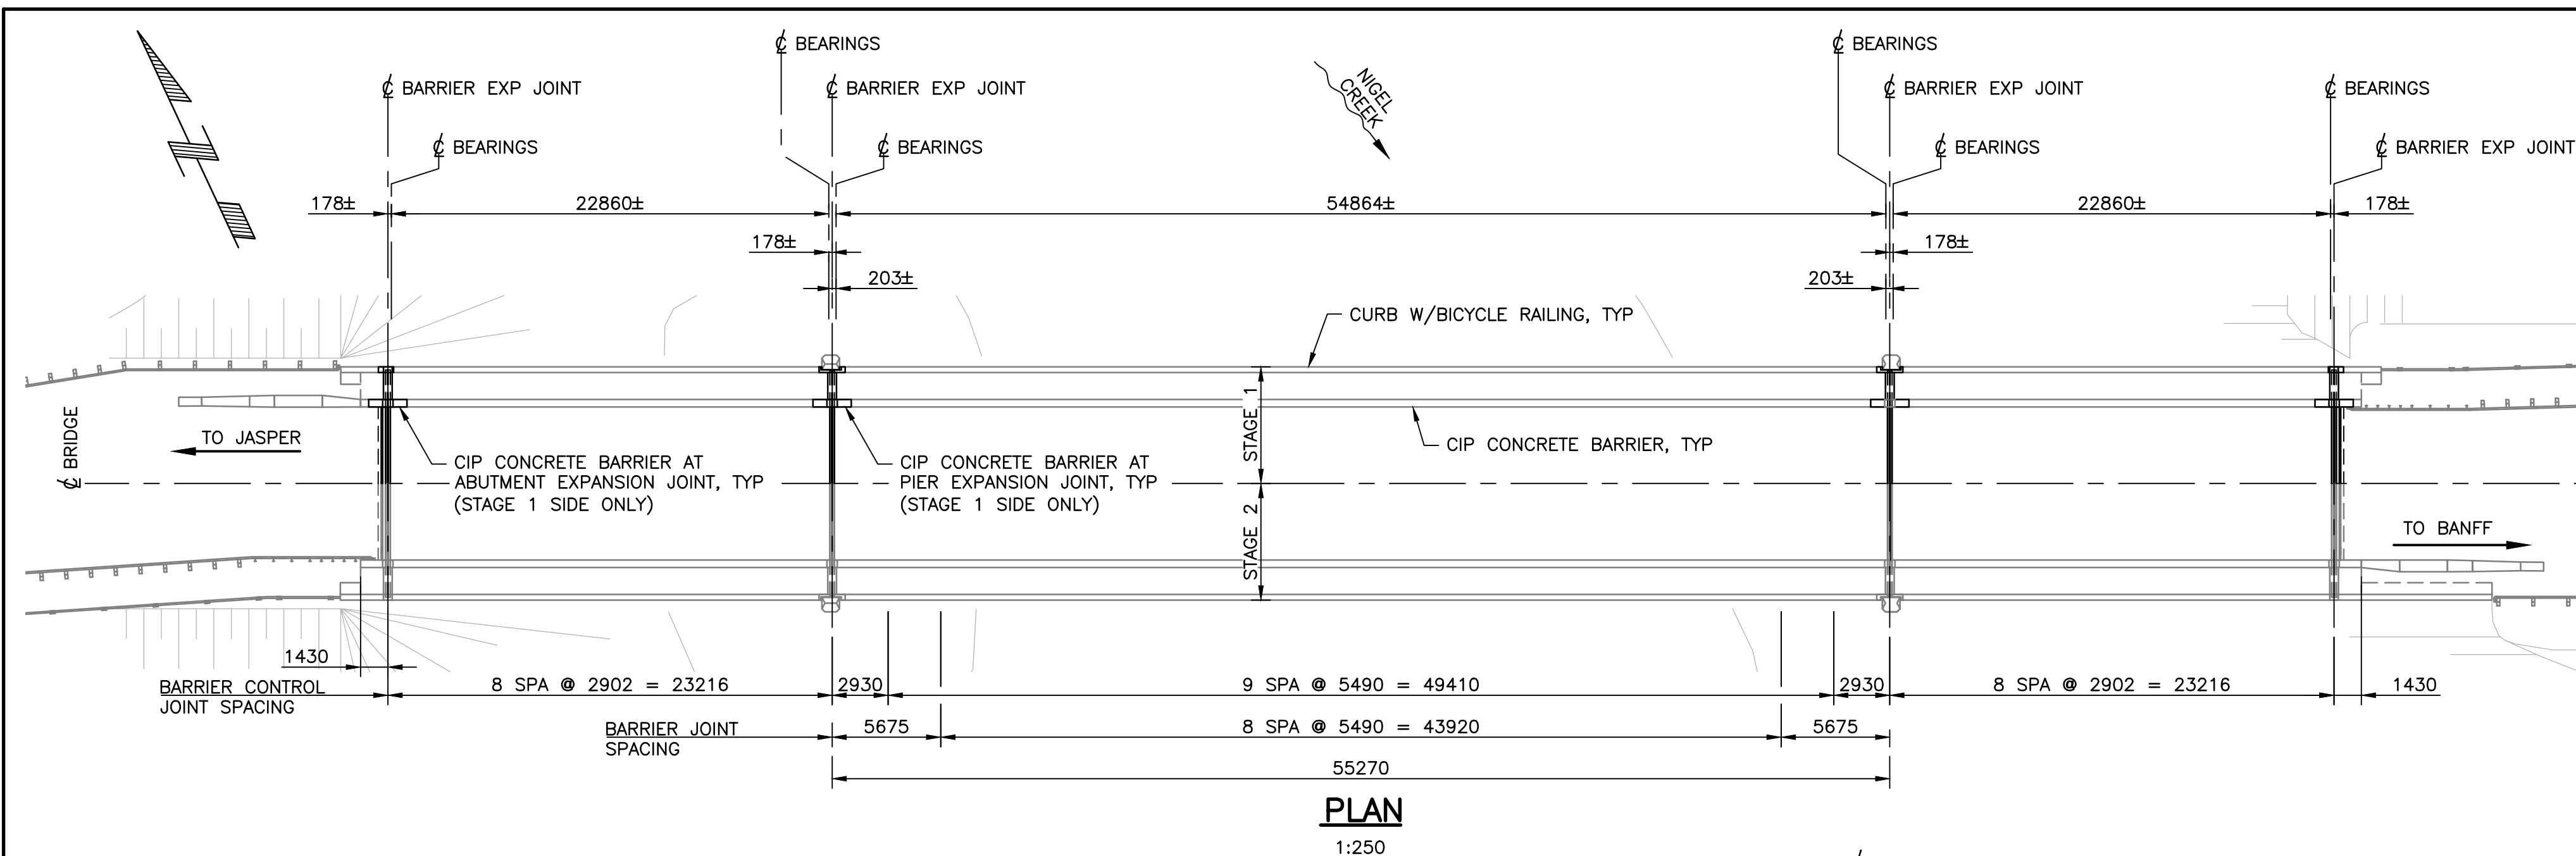 ℄ BEARINGS
℄ BEARINGS
℄ BARRIER EXP JOINT
℄ BARRIER EXP JOINT
NIGEL
CREEK
℄ BARRIER EXP JOINT
℄ BEARINGS
℄ BEARINGS
℄ BEARINGS
℄ BEARINGS
℄ BARRIER EXP JOINT
178±
22860±
54864±
22860±
178±
178±
178±
203±
203±
CURB W/BICYCLE RAILING, TYP
℄ BRIDGE
TO JASPER
STAGE 1
CIP CONCRETE BARRIER, TYP
CIP CONCRETE BARRIER AT
ABUTMENT EXPANSION JOINT, TYP
(STAGE 1 SIDE ONLY)
CIP CONCRETE BARRIER AT
PIER EXPANSION JOINT, TYP
(STAGE 1 SIDE ONLY)
STAGE 2
TO BANFF
1430
BARRIER CONTROL
JOINT SPACING
8 SPA @ 2902 = 23216
2930
9 SPA @ 5490 = 49410
2930
8 SPA @ 2902 = 23216
1430
BARRIER JOINT
SPACING
5675
8 SPA @ 5490 = 43920
5675
55270
PLAN
1:250